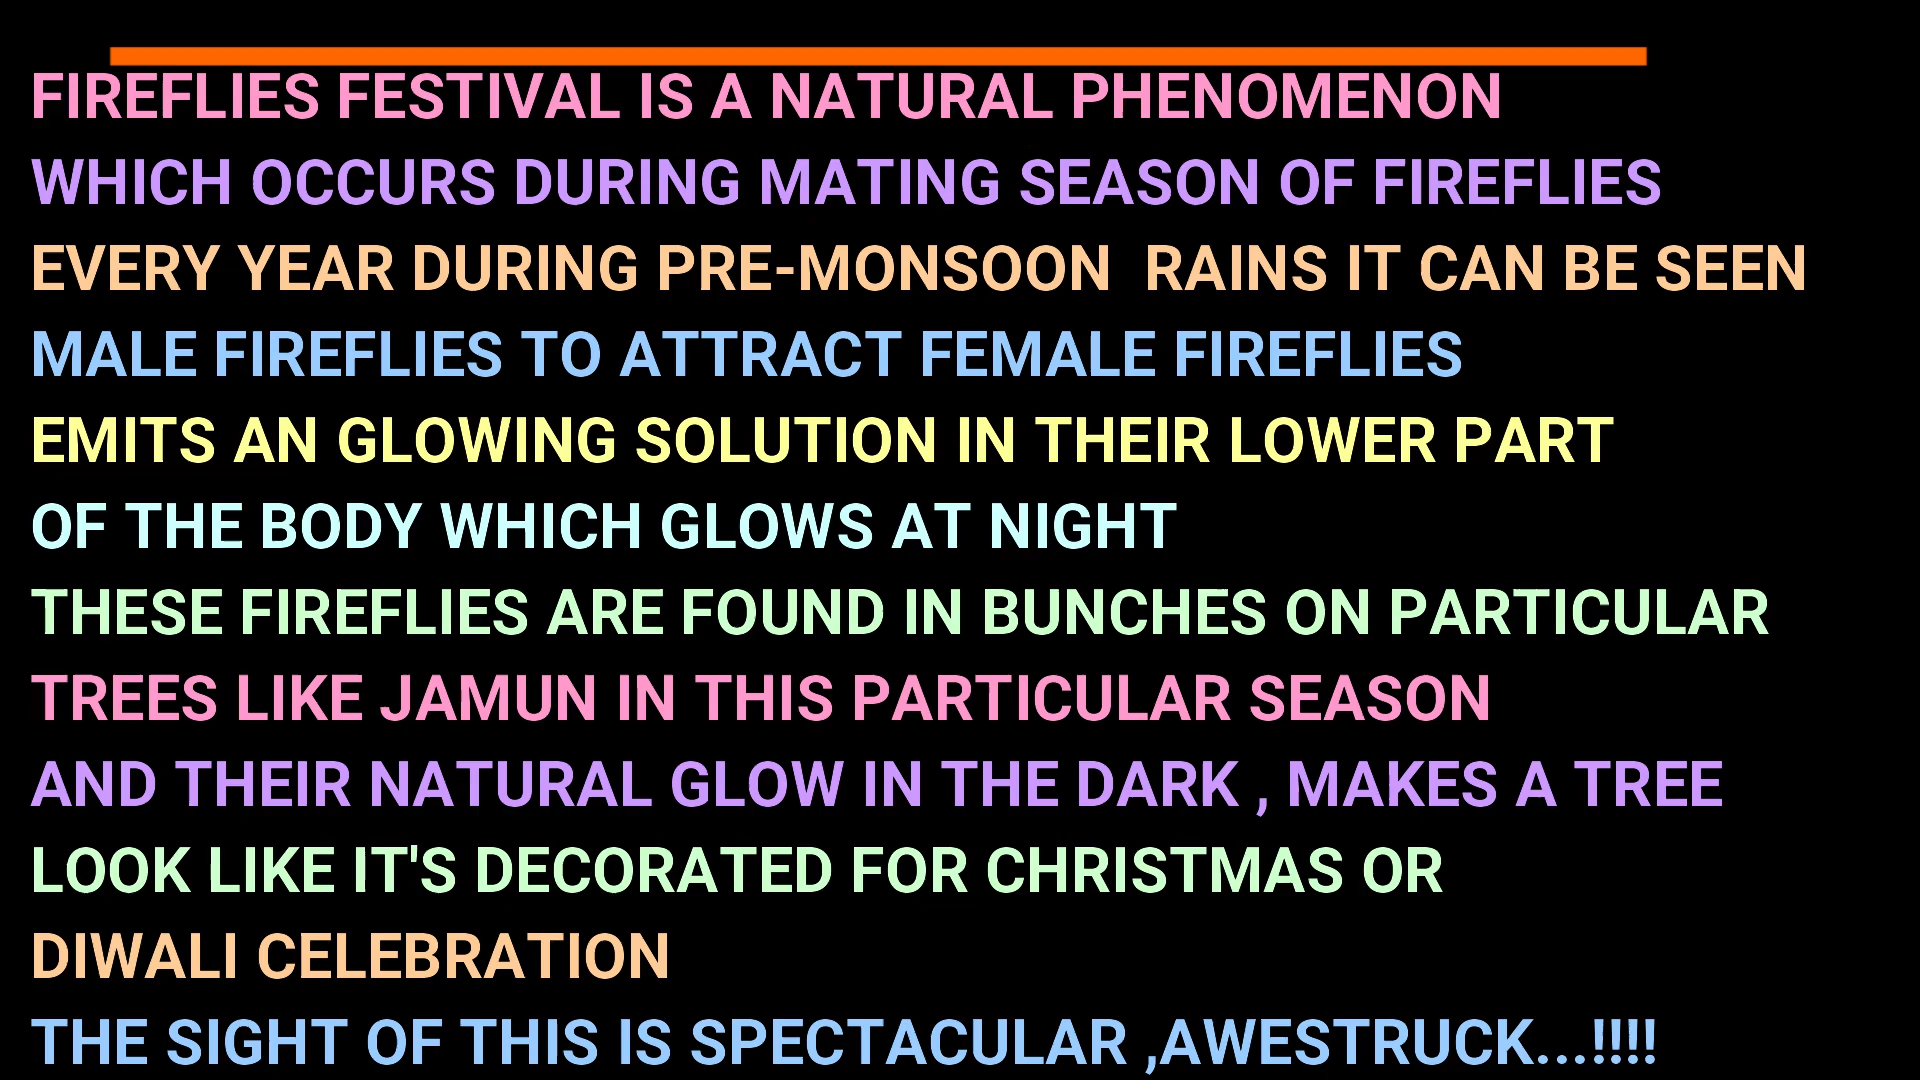 FIREFLIES FESTIVAL IS A NATURAL PHENOMENON
WHICH OCCURS DURING MATING SEASON OF FIREFLIES
EVERY YEAR DURING PRE-MONSOON  RAINS IT CAN BE SEEN
MALE FIREFLIES TO ATTRACT FEMALE FIREFLIES
EMITS AN GLOWING SOLUTION IN THEIR LOWER PART
OF THE BODY WHICH GLOWS AT NIGHT
THESE FIREFLIES ARE FOUND IN BUNCHES ON PARTICULAR
TREES LIKE JAMUN IN THIS PARTICULAR SEASON
AND THEIR NATURAL GLOW IN THE DARK , MAKES A TREE
LOOK LIKE IT'S DECORATED FOR CHRISTMAS OR
DIWALI CELEBRATION
THE SIGHT OF THIS IS SPECTACULAR ,AWESTRUCK...!!!!